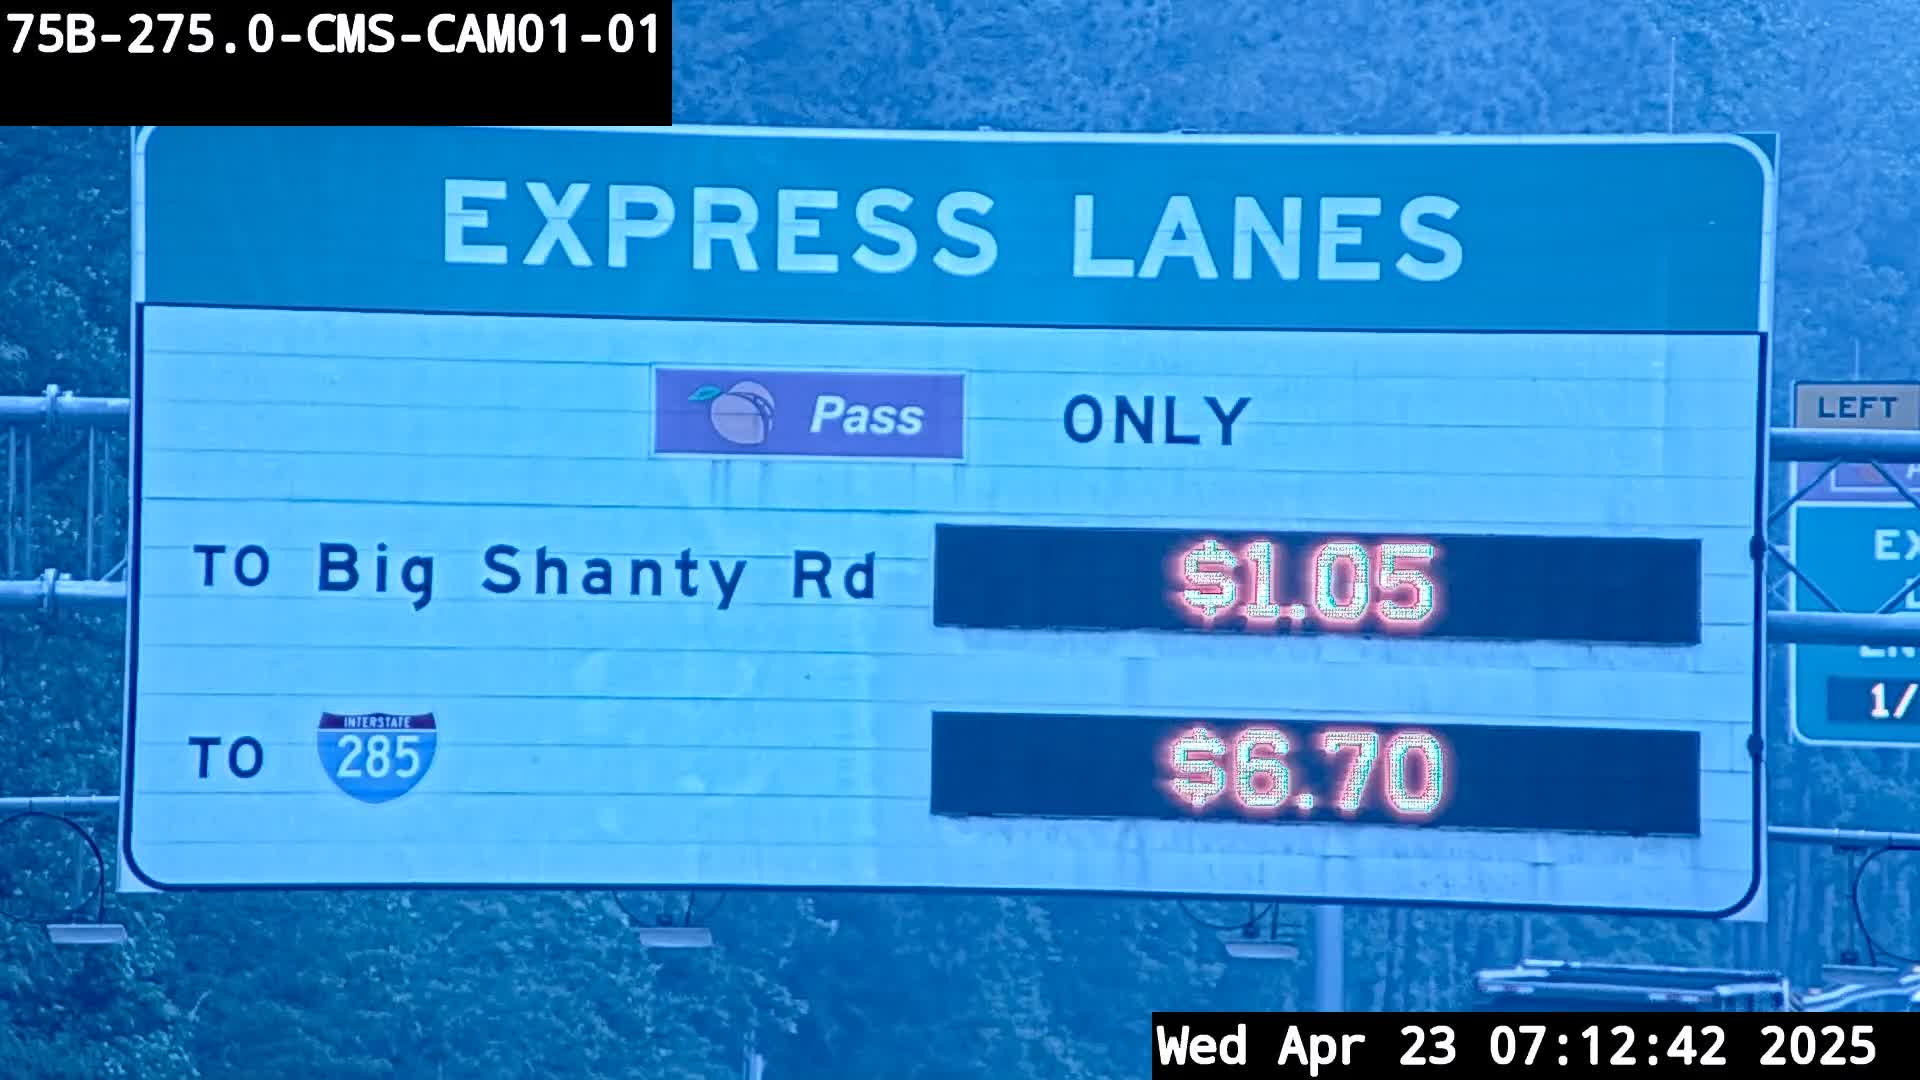 75B-275.0-CMS-CAM01-01
EXPRESS LANES
Pass ONLY
TO Big Shanty Rd $1.05
TO INTERSTATE 285 $6.70
LEFT
1/
Wed Apr 23 07:12:42 2025